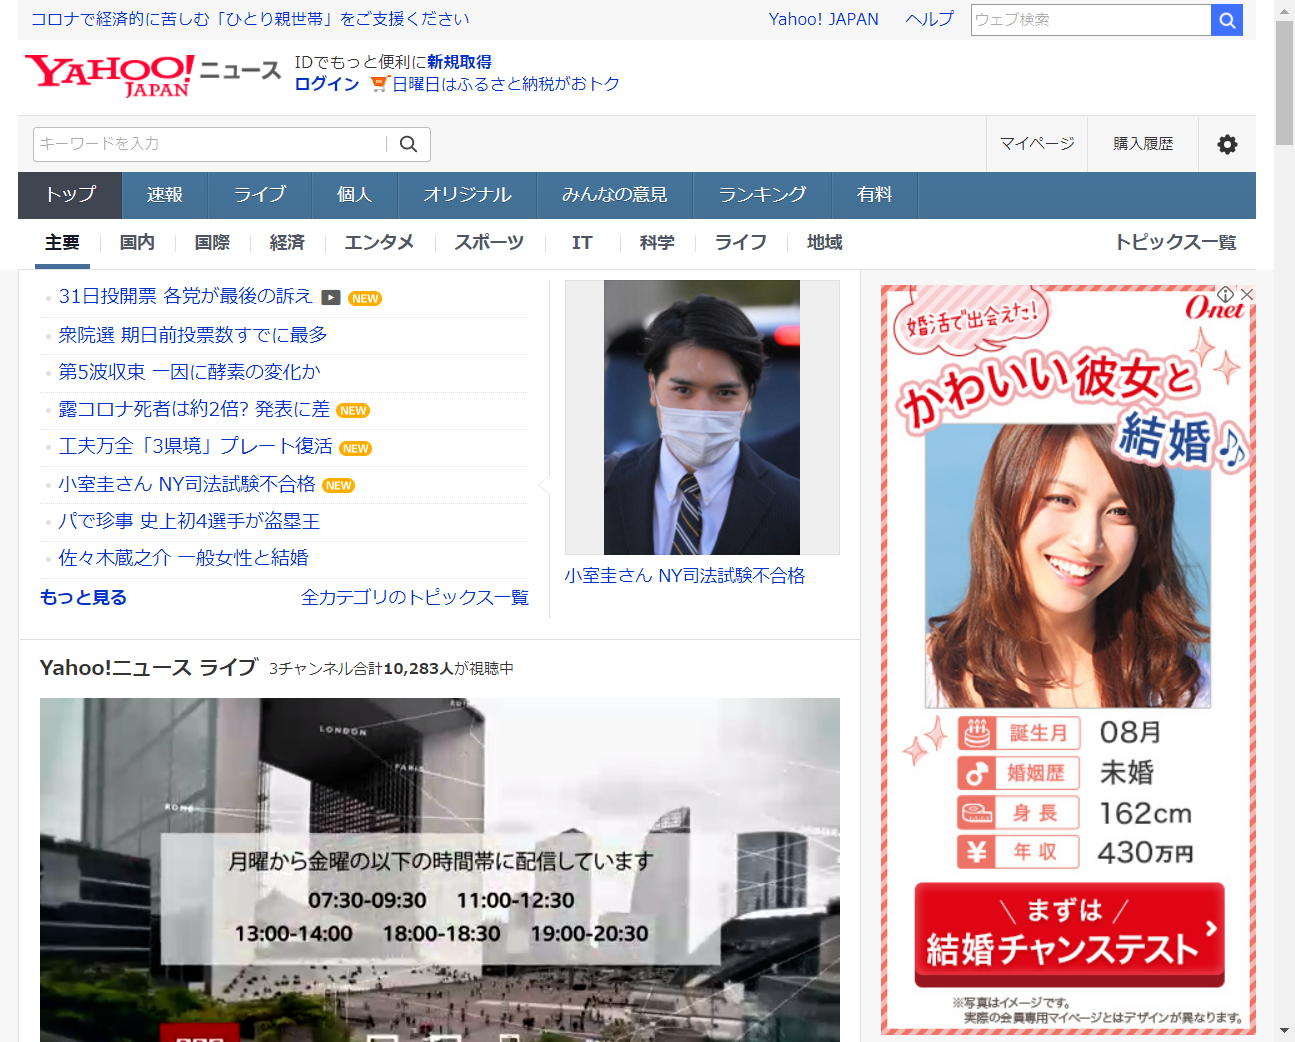 コロナで経済的に苦しむ「ひとり親世帯」をご支援ください
Yahoo! JAPAN ヘルプ ウェブ検索
YAHOO! JAPAN ニュース
IDでもっと便利に新規取得
ログイン 日曜日はふるさと納税がおトク
キーワードを入力
マイページ 購入履歴
トップ 速報 ライブ 個人 オリジナル みんなの意見 ランキング 有料
主要 国内 国際 経済 エンタメ スポーツ IT 科学 ライフ 地域 トピックス一覧
31日投開票 各党が最後の訴え NEW
衆院選 期日前投票数すでに最多
第5波収束 一因に酵素の変化か
露コロナ死者は約2倍? 発表に差 NEW
工夫万全「3県境」プレート復活 NEW
小室圭さん NY司法試験不合格 NEW
パで珍事 史上初4選手が盗塁王
佐々木蔵之介 一般女性と結婚
もっと見る 全カテゴリのトピックス一覧
小室圭さん NY司法試験不合格
Yahoo!ニュース ライブ 3チャンネル合計10,283人が視聴中
LONDON
PARIS
ROME
月曜から金曜の以下の時間帯に配信しています
07:30-09:30 11:00-12:30
13:00-14:00 18:00-18:30 19:00-20:30
O-net
婚活で出会えた!
かわいい彼女と
結婚♪
誕生月 08月
婚姻歴 未婚
身長 162cm
年収 430万円
まずは
結婚チャンステスト
※写真はイメージです。
実際の会員専用マイページとはデザインが異なります。